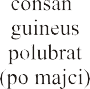 consan
guineus
polubrat
(po majci)